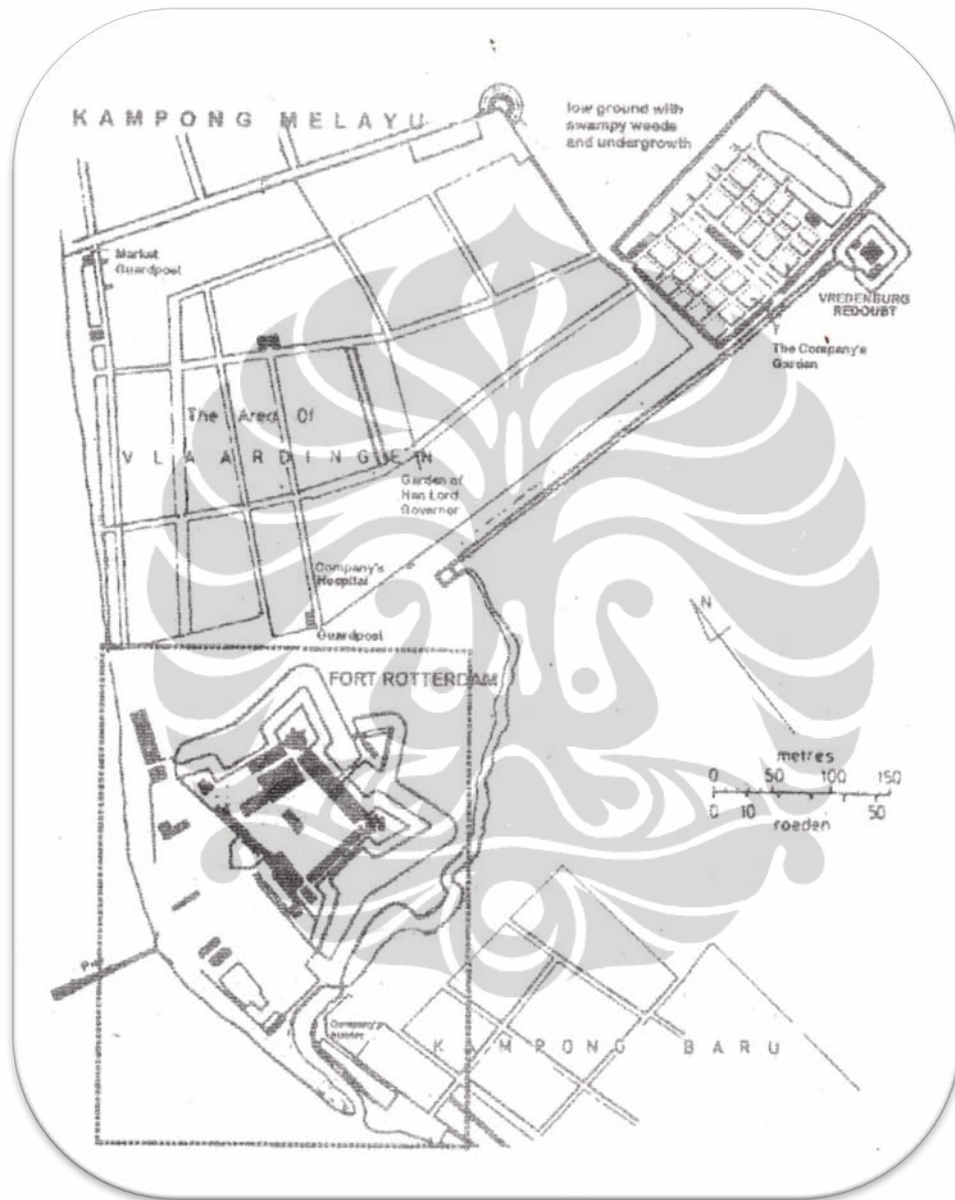 KAMPONG MELAYU
low ground with
swampy woods
and undergrowth
Market
Guardpost
VREDENBURG
REDOUBT
The Company's
Garden
The Area Of
VLAARDINGEN
Garden of
Lord
Governor
Company's
Hospital
Guardpost
N
FORT ROTTERDAM
metres
0 50 100 150
0 10 50
roeden
Company's
KAMPONG BARU